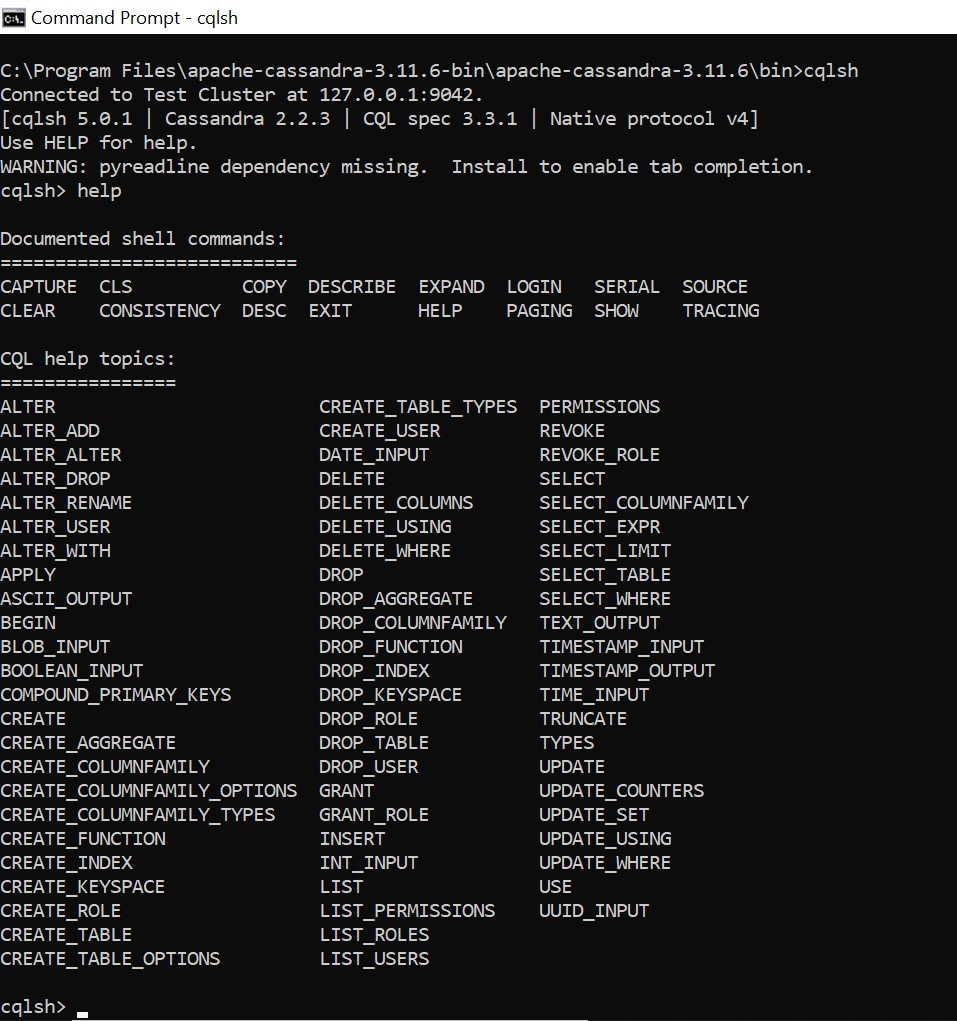 Command Prompt - cqlsh
C:\Program Files\apache-cassandra-3.11.6-bin\apache-cassandra-3.11.6\bin>cqlsh
Connected to Test Cluster at 127.0.0.1:9042.
[cqlsh 5.0.1 | Cassandra 2.2.3 | CQL spec 3.3.1 | Native protocol v4]
Use HELP for help.
WARNING: pyreadline dependency missing.  Install to enable tab completion.
cqlsh> help
Documented shell commands:
===========================
CAPTURE  CLS          COPY  DESCRIBE  EXPAND  LOGIN   SERIAL  SOURCE
CLEAR    CONSISTENCY  DESC  EXIT      HELP    PAGING  SHOW    TRACING
CQL help topics:
================
ALTER                        CREATE_TABLE_TYPES  PERMISSIONS
ALTER_ADD                    CREATE_USER         REVOKE
ALTER_ALTER                  DATE_INPUT          REVOKE_ROLE
ALTER_DROP                   DELETE              SELECT
ALTER_RENAME                 DELETE_COLUMNS      SELECT_COLUMNFAMILY
ALTER_USER                   DELETE_USING        SELECT_EXPR
ALTER_WITH                   DELETE_WHERE        SELECT_LIMIT
APPLY                        DROP                SELECT_TABLE
ASCII_OUTPUT                 DROP_AGGREGATE      SELECT_WHERE
BEGIN                        DROP_COLUMNFAMILY   TEXT_OUTPUT
BLOB_INPUT                   DROP_FUNCTION       TIMESTAMP_INPUT
BOOLEAN_INPUT                DROP_INDEX          TIMESTAMP_OUTPUT
COMPOUND_PRIMARY_KEYS        DROP_KEYSPACE       TIME_INPUT
CREATE                       DROP_ROLE           TRUNCATE
CREATE_AGGREGATE             DROP_TABLE          TYPES
CREATE_COLUMNFAMILY          DROP_USER           UPDATE
CREATE_COLUMNFAMILY_OPTIONS  GRANT               UPDATE_COUNTERS
CREATE_COLUMNFAMILY_TYPES    GRANT_ROLE          UPDATE_SET
CREATE_FUNCTION              INSERT              UPDATE_USING
CREATE_INDEX                 INT_INPUT           UPDATE_WHERE
CREATE_KEYSPACE              LIST                USE
CREATE_ROLE                  LIST_PERMISSIONS    UUID_INPUT
CREATE_TABLE                 LIST_ROLES
CREATE_TABLE_OPTIONS         LIST_USERS
cqlsh>